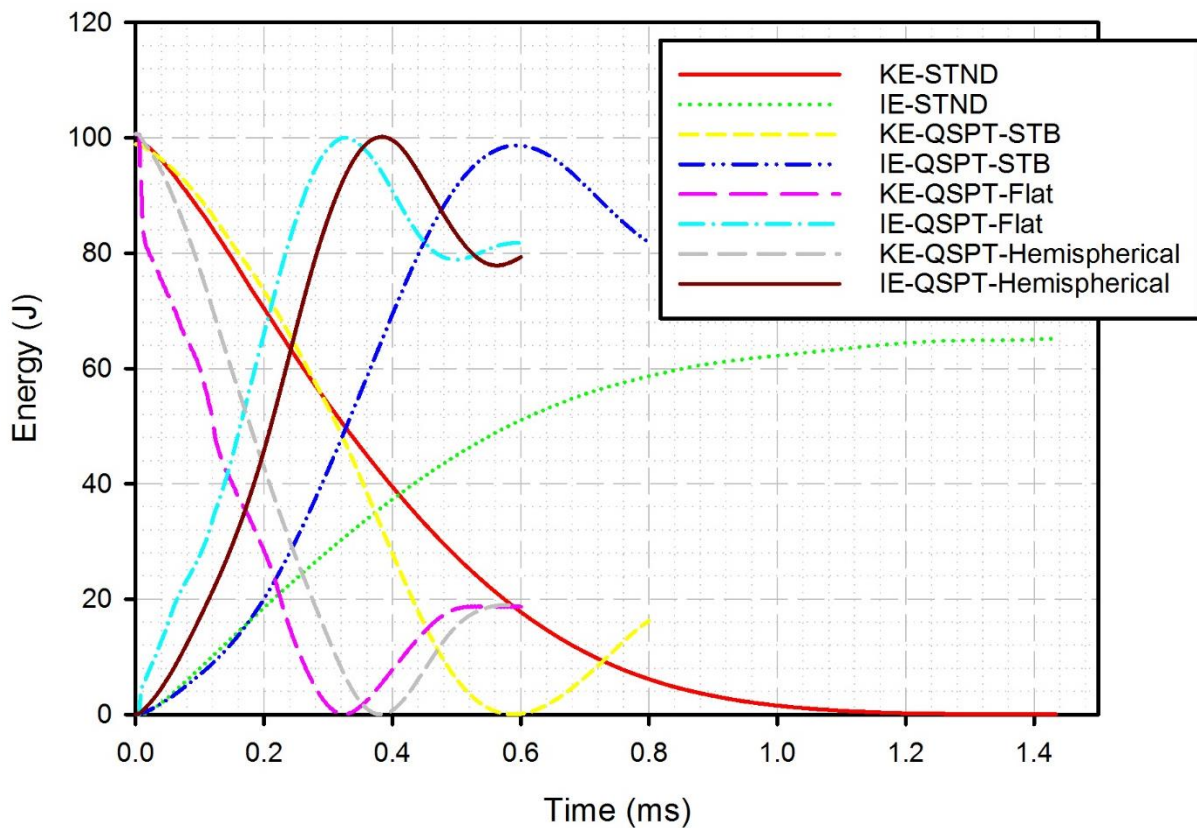 120
100
80
60
40
20
0
Energy (J)
KE-STND
IE-STND
KE-QSPT-STB
IE-QSPT-STB
KE-QSPT-Flat
IE-QSPT-Flat
KE-QSPT-Hemispherical
IE-QSPT-Hemispherical
0.0 0.2 0.4 0.6 0.8 1.0 1.2 1.4
Time (ms)